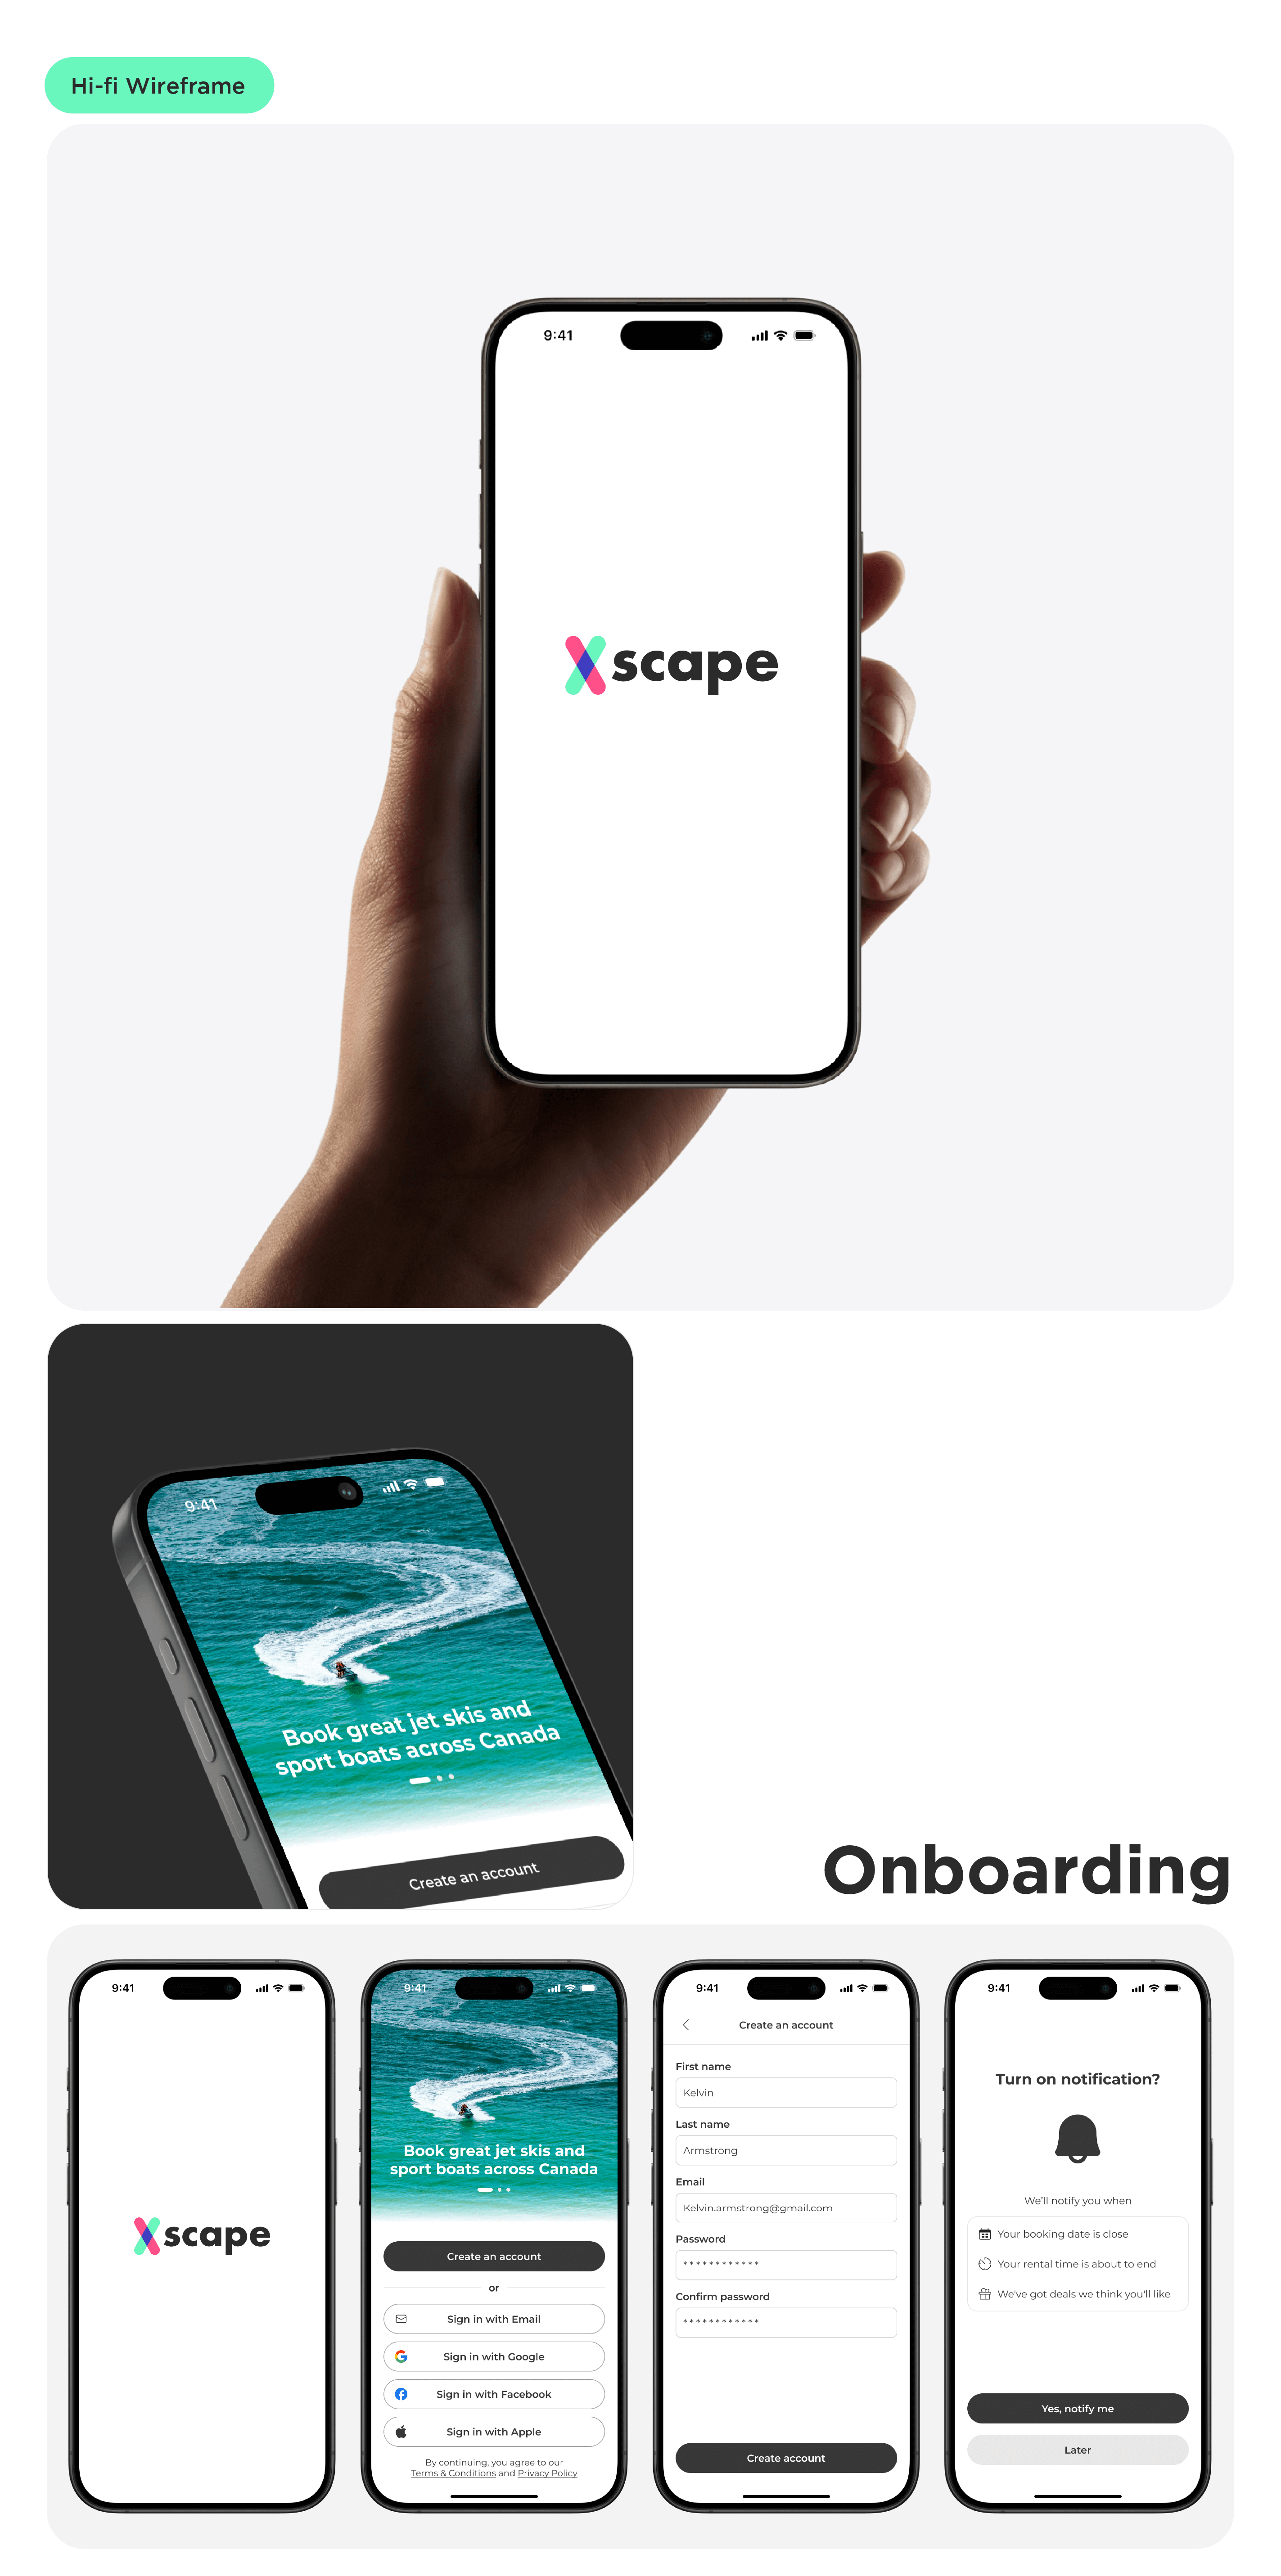 Hi-fi Wireframe
9:41
Xscape
9:41
Book great jet skis and
sport boats across Canada
Create an account
Onboarding
9:41
Xscape
9:41
Book great jet skis and
sport boats across Canada
Create an account
or
Sign in with Email
Sign in with Google
Sign in with Facebook
Sign in with Apple
By continuing, you agree to our
Terms & Conditions and Privacy Policy
9:41
Create an account
First name
Kelvin
Last name
Armstrong
Email
Kelvin.armstrong@gmail.com
Password
************
Confirm password
************
Create account
9:41
Turn on notification?
We'll notify you when
Your booking date is close
Your rental time is about to end
We've got deals we think you'll like
Yes, notify me
Later